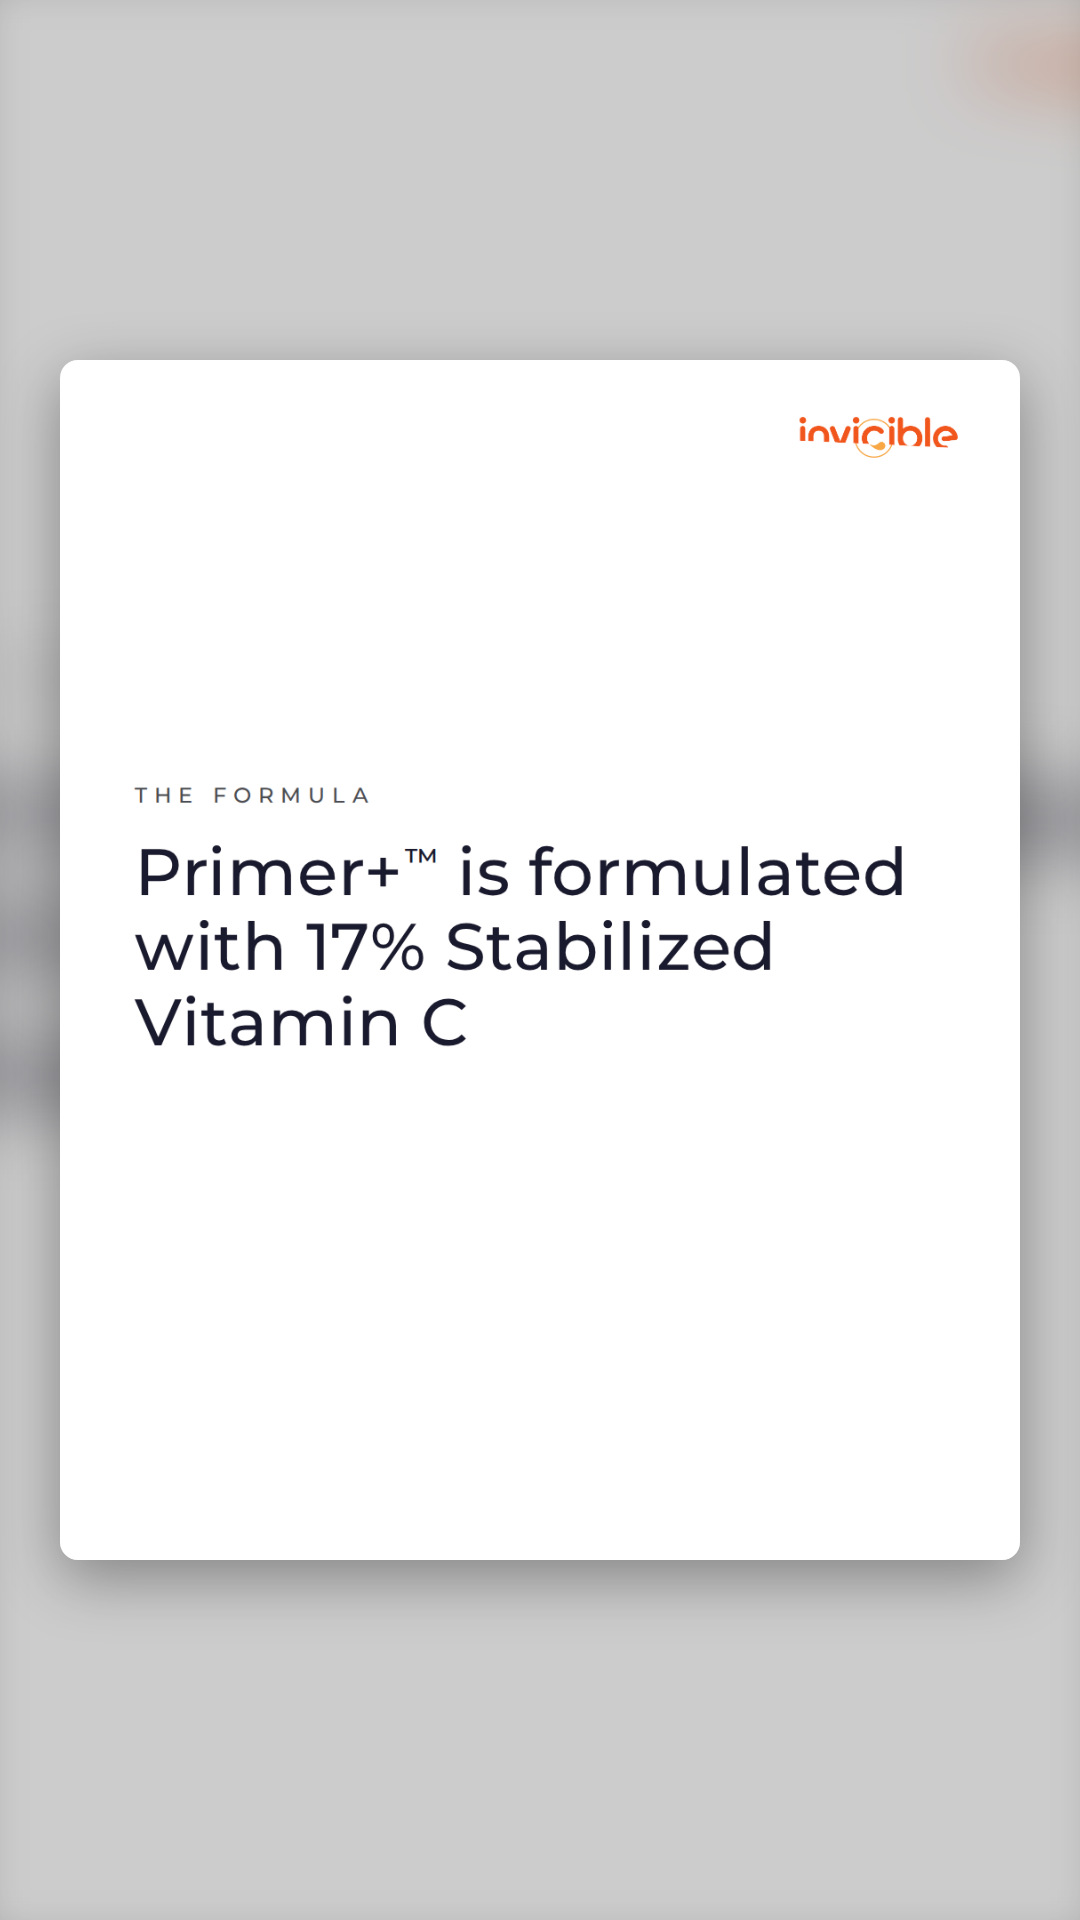 invicible
THE FORMULA
Primer+™ is formulated
with 17% Stabilized
Vitamin C